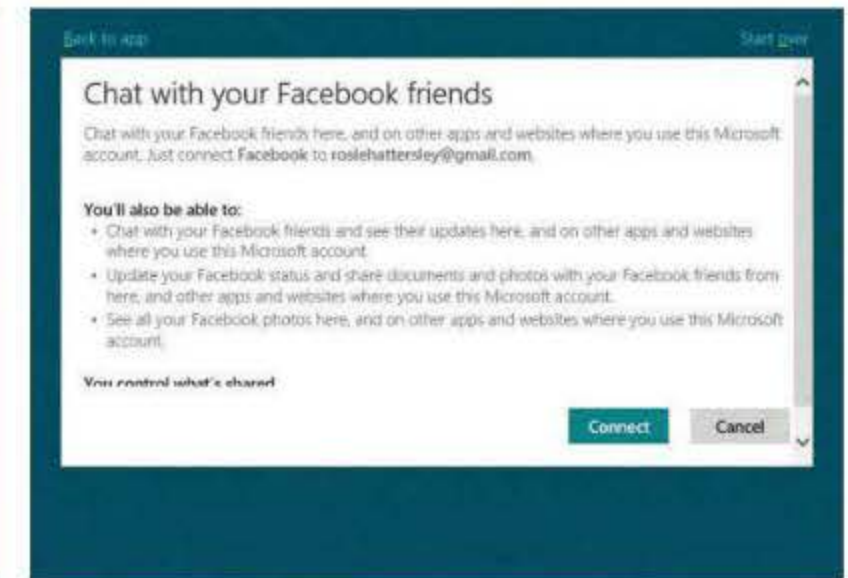 Back to app
Start over
Chat with your Facebook friends
Chat with your Facebook friends here, and on other apps and websites where you use this Microsoft
account. Just connect Facebook to rosiehattersley@gmail.com.
You'll also be able to:
• Chat with your Facebook friends and see their updates here, and on other apps and websites
where you use this Microsoft account
• Update your Facebook status and share documents and photos with your Facebook friends from
here, and other apps and websites where you use this Microsoft account.
• See all your Facebook photos here, and on other apps and websites where you use this Microsoft
account.
You control what's shared
Connect
Cancel